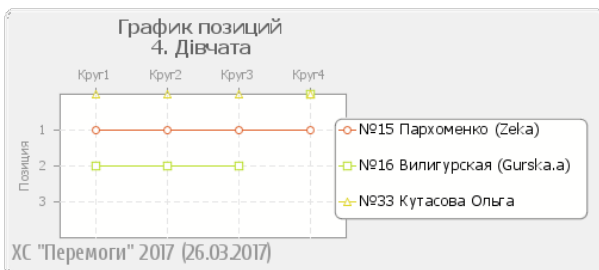 График позиций
4. Дівчата
Круг1 Круг2 Круг3 Круг4
Позиция
1
2
3
№15 Пархоменко (Zeka)
№16 Вилигурская (Gurska.a)
№33 Кутасова Ольга
ХС "Перемоги" 2017 (26.03.2017)